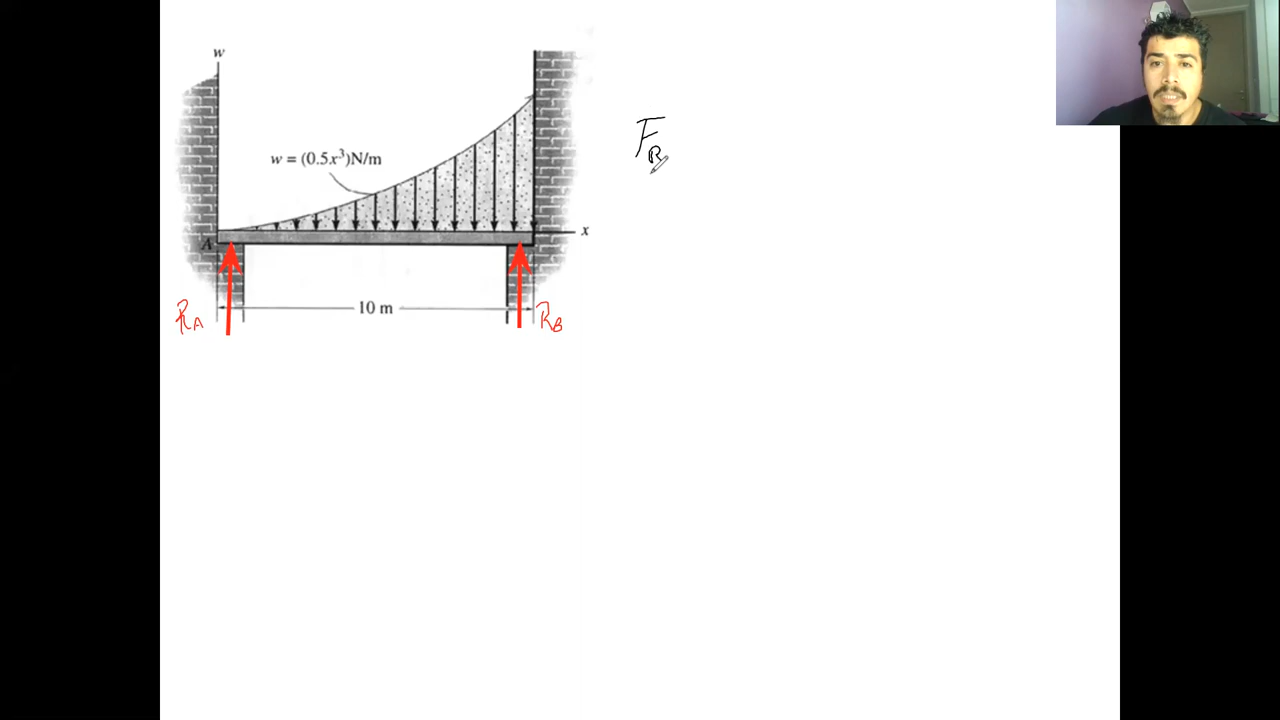 w
w = (0.5x³)N/m
F_R
x
A
10 m
R_A
R_B